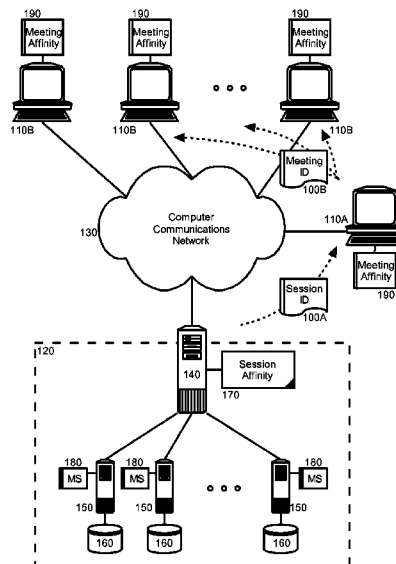 190 190 190
Meeting Affinity Meeting Affinity Meeting Affinity
110B 110B 110B
Meeting ID
100B
110A
130
Computer
Communications
Network
Meeting Affinity
190
Session ID
100A
120
140
Session Affinity
170
180 180 180
MS MS MS
150 150 150
160 160 160